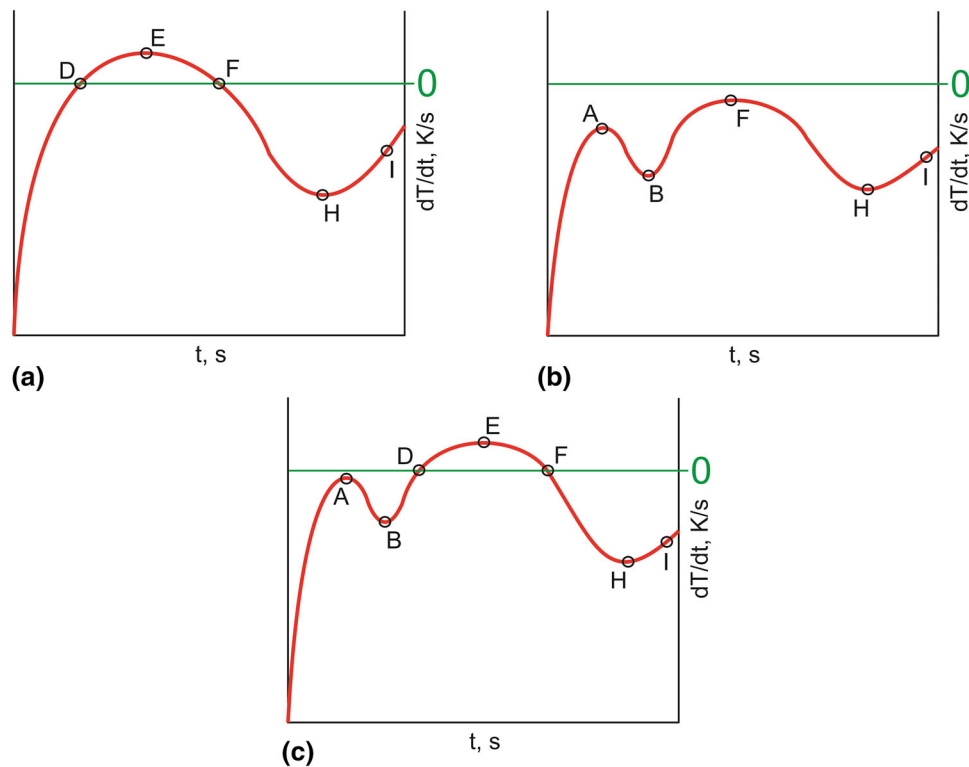 E
D
F
0
I
H
dT/dt, K/s
t, s
(a)
0
A
F
B
I
H
dT/dt, K/s
t, s
(b)
E
D
F
0
A
B
I
H
dT/dt, K/s
t, s
(c)